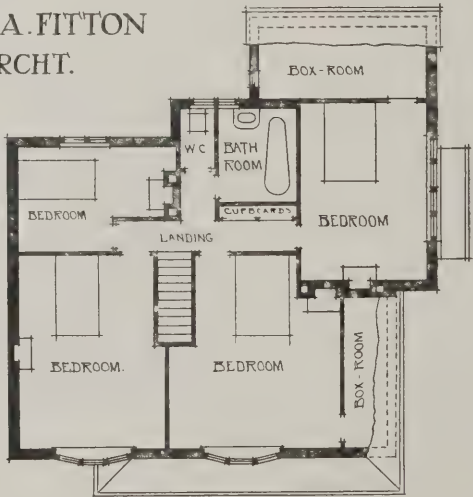 A. FITTON
RCHT.
BOX-ROOM
W C
BATH
ROOM
CUPBOARDS
BEDROOM
BEDROOM
LANDING
BEDROOM.
BEDROOM
BOX-ROOM